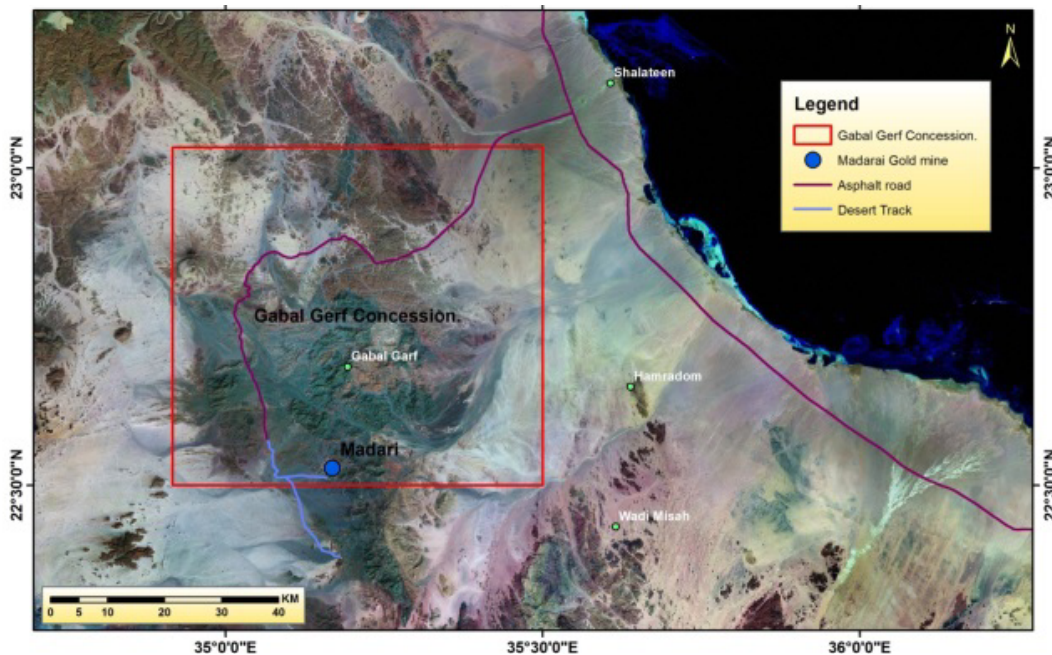 N
Shalateen
Legend
Gabal Gerf Concession.
Madarai Gold mine
Asphalt road
Desert Track
23°0'0"N
23°0'0"N
Gabal Gerf Concession.
Gabal Garf
Hamradom
Madari
22°30'0"N
22°30'0"N
Wadi Misah
KM
0 5 10 20 30 40
35°0'0"E
35°30'0"E
36°0'0"E